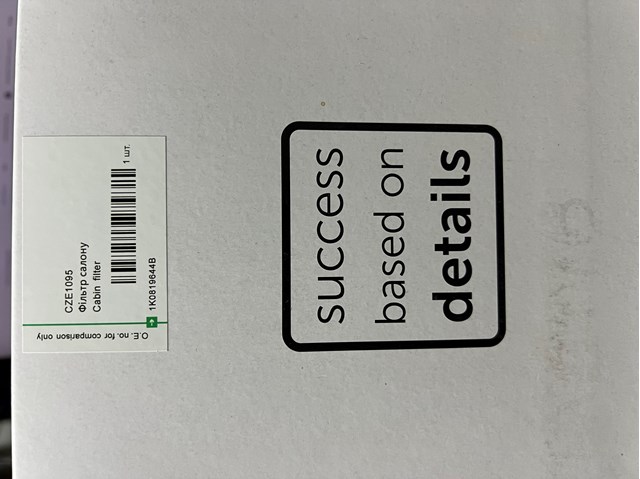 CZE1095
Фільтр салону
Cabin filter
1 шт.
1K0819644B
O.E. no. for comparison only
success
based on
details